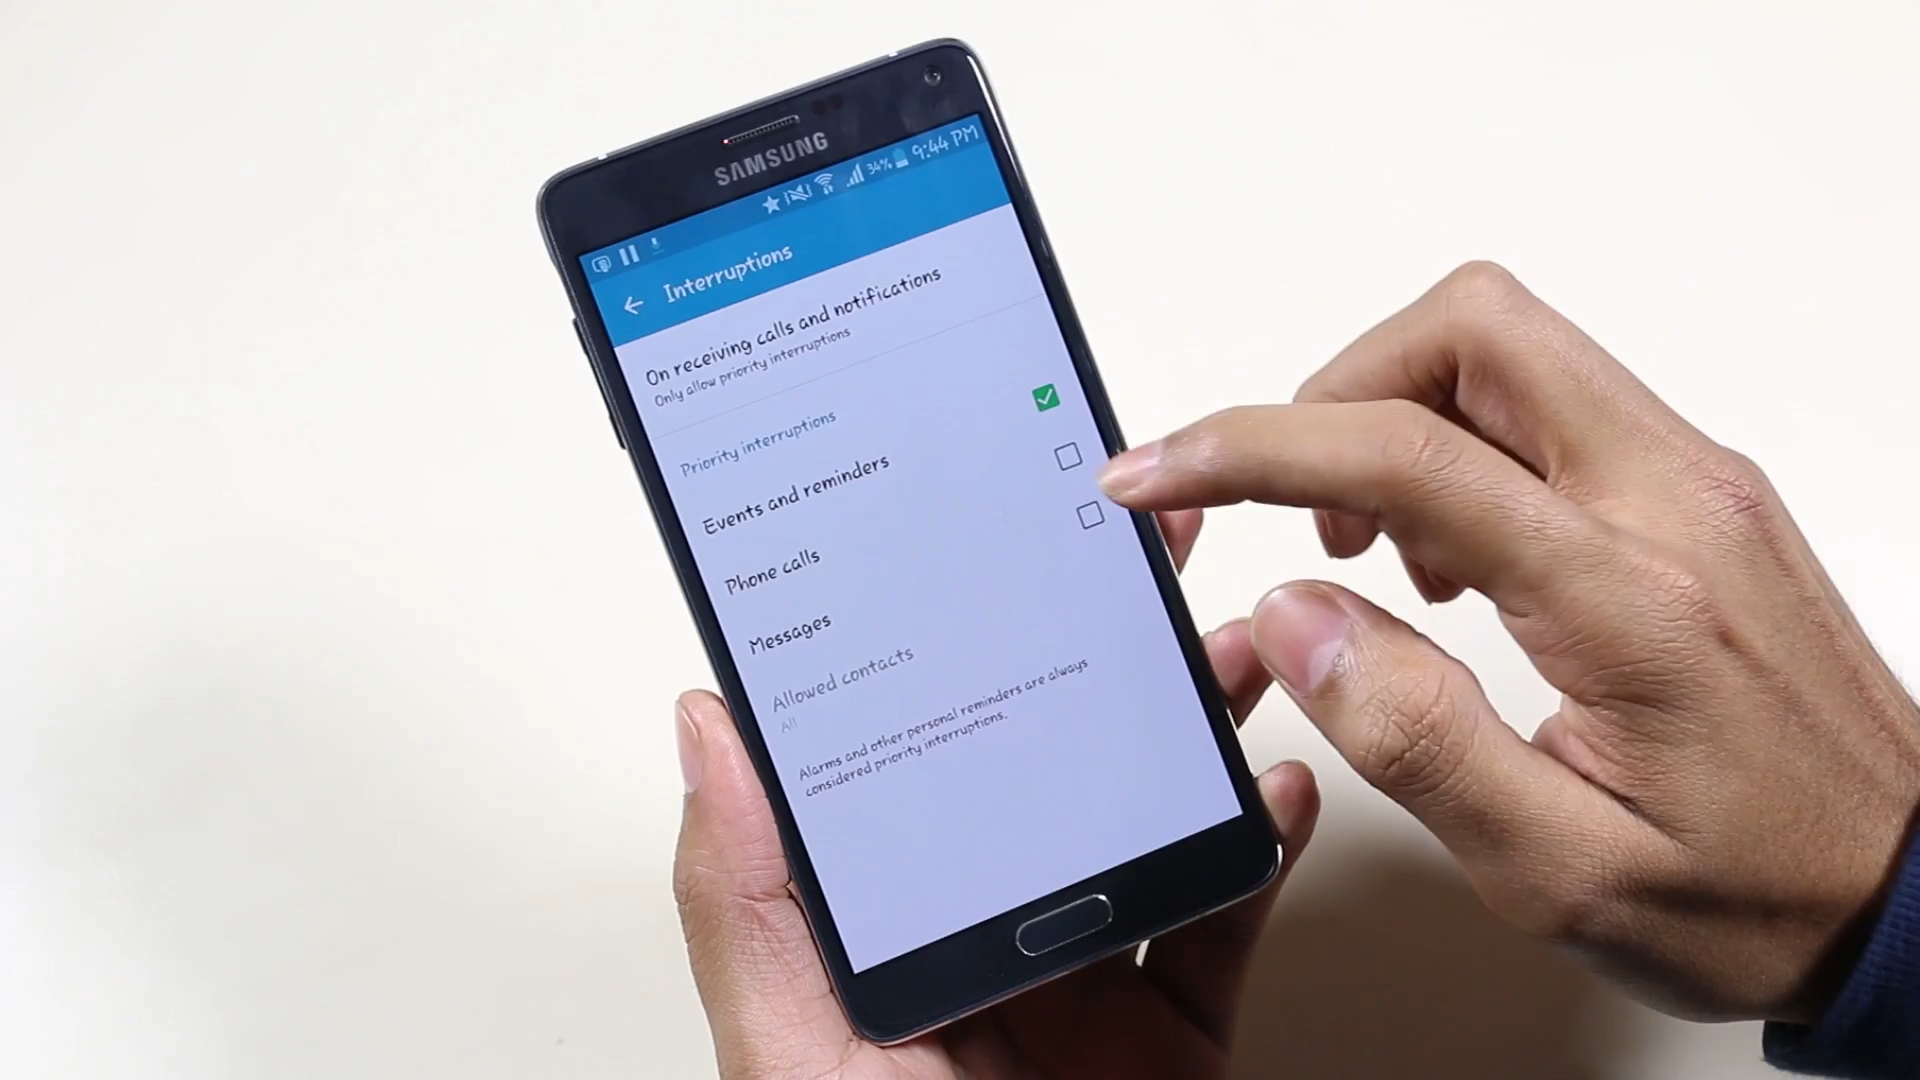 SAMSUNG
34% 9:44 PM
Interruptions
On receiving calls and notifications
Only allow priority interruptions
Priority interruptions
Events and reminders
Phone calls
Messages
Allowed contacts
All
Alarms and other personal reminders are always
considered priority interruptions.